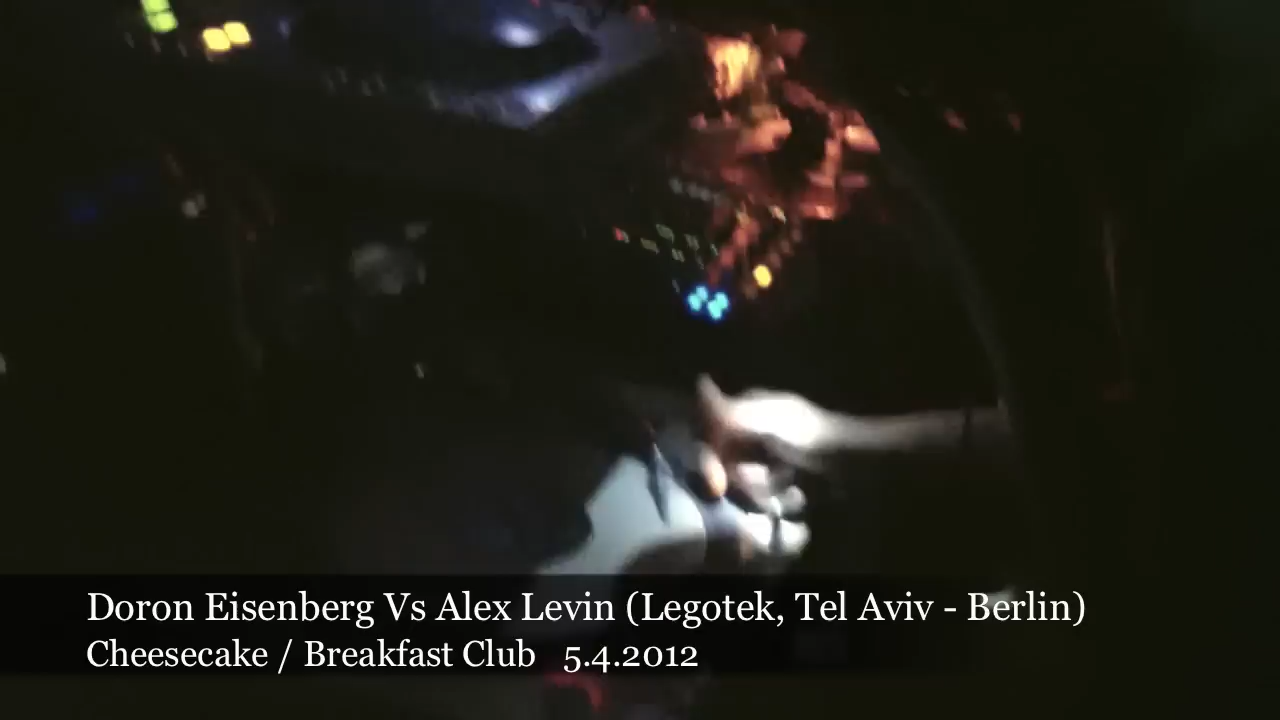 Doron Eisenberg Vs Alex Levin (Legotek, Tel Aviv - Berlin)
Cheesecake / Breakfast Club 5.4.2012